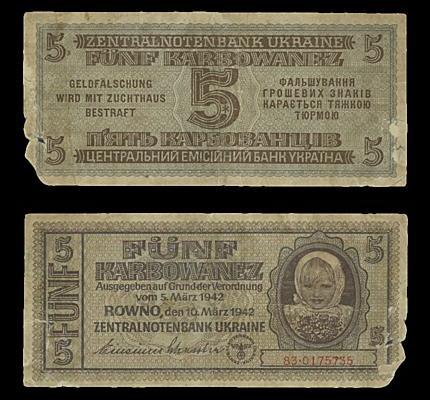 5 ZENTRALNOTENBANK UKRAINE 5
FÜNF KARBOWANEZ
GELDFÄLSCHUNG
WIRD MIT ZUCHTHAUS
BESTRAFT
5
ФАЛЬШУВАННЯ
ГРОШЕВИХ ЗНАКІВ
КАРАЄТЬСЯ ТЯЖКОЮ
ТЮРМОЮ
ПЯТЬ КАРБОВАНЦІВ
5 ЦЕНТРАЛЬНИЙ ЕМІСІЙНИЙ БАНК УКРАЇНА 5
5 FÜNF 5
FÜNF
KARBOWANEZ
Ausgegeben auf Grund der Verordnung
vom 5. März 1942
ROWNO, den 10. März 1942
ZENTRALNOTENBANK UKRAINE
5
5
83·0175735